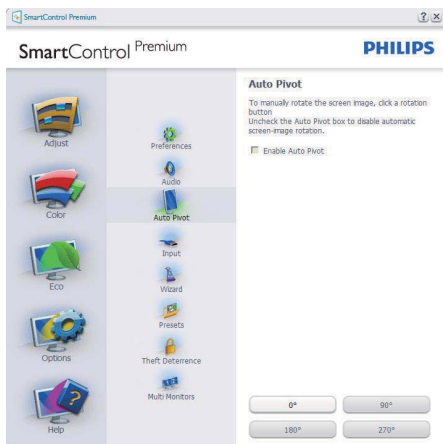 SmartControl Premium
? x
SmartControl Premium
PHILIPS
Adjust
Color
Eco
Options
Help
Preferences
Audio
Auto Pivot
Input
Wizard
Presets
Theft Deterrence
Multi Monitors
Auto Pivot
To manually rotate the screen image, click a rotation
button
Uncheck the Auto Pivot box to disable automatic
screen-image rotation.
Enable Auto Pivot
0°
90°
180°
270°